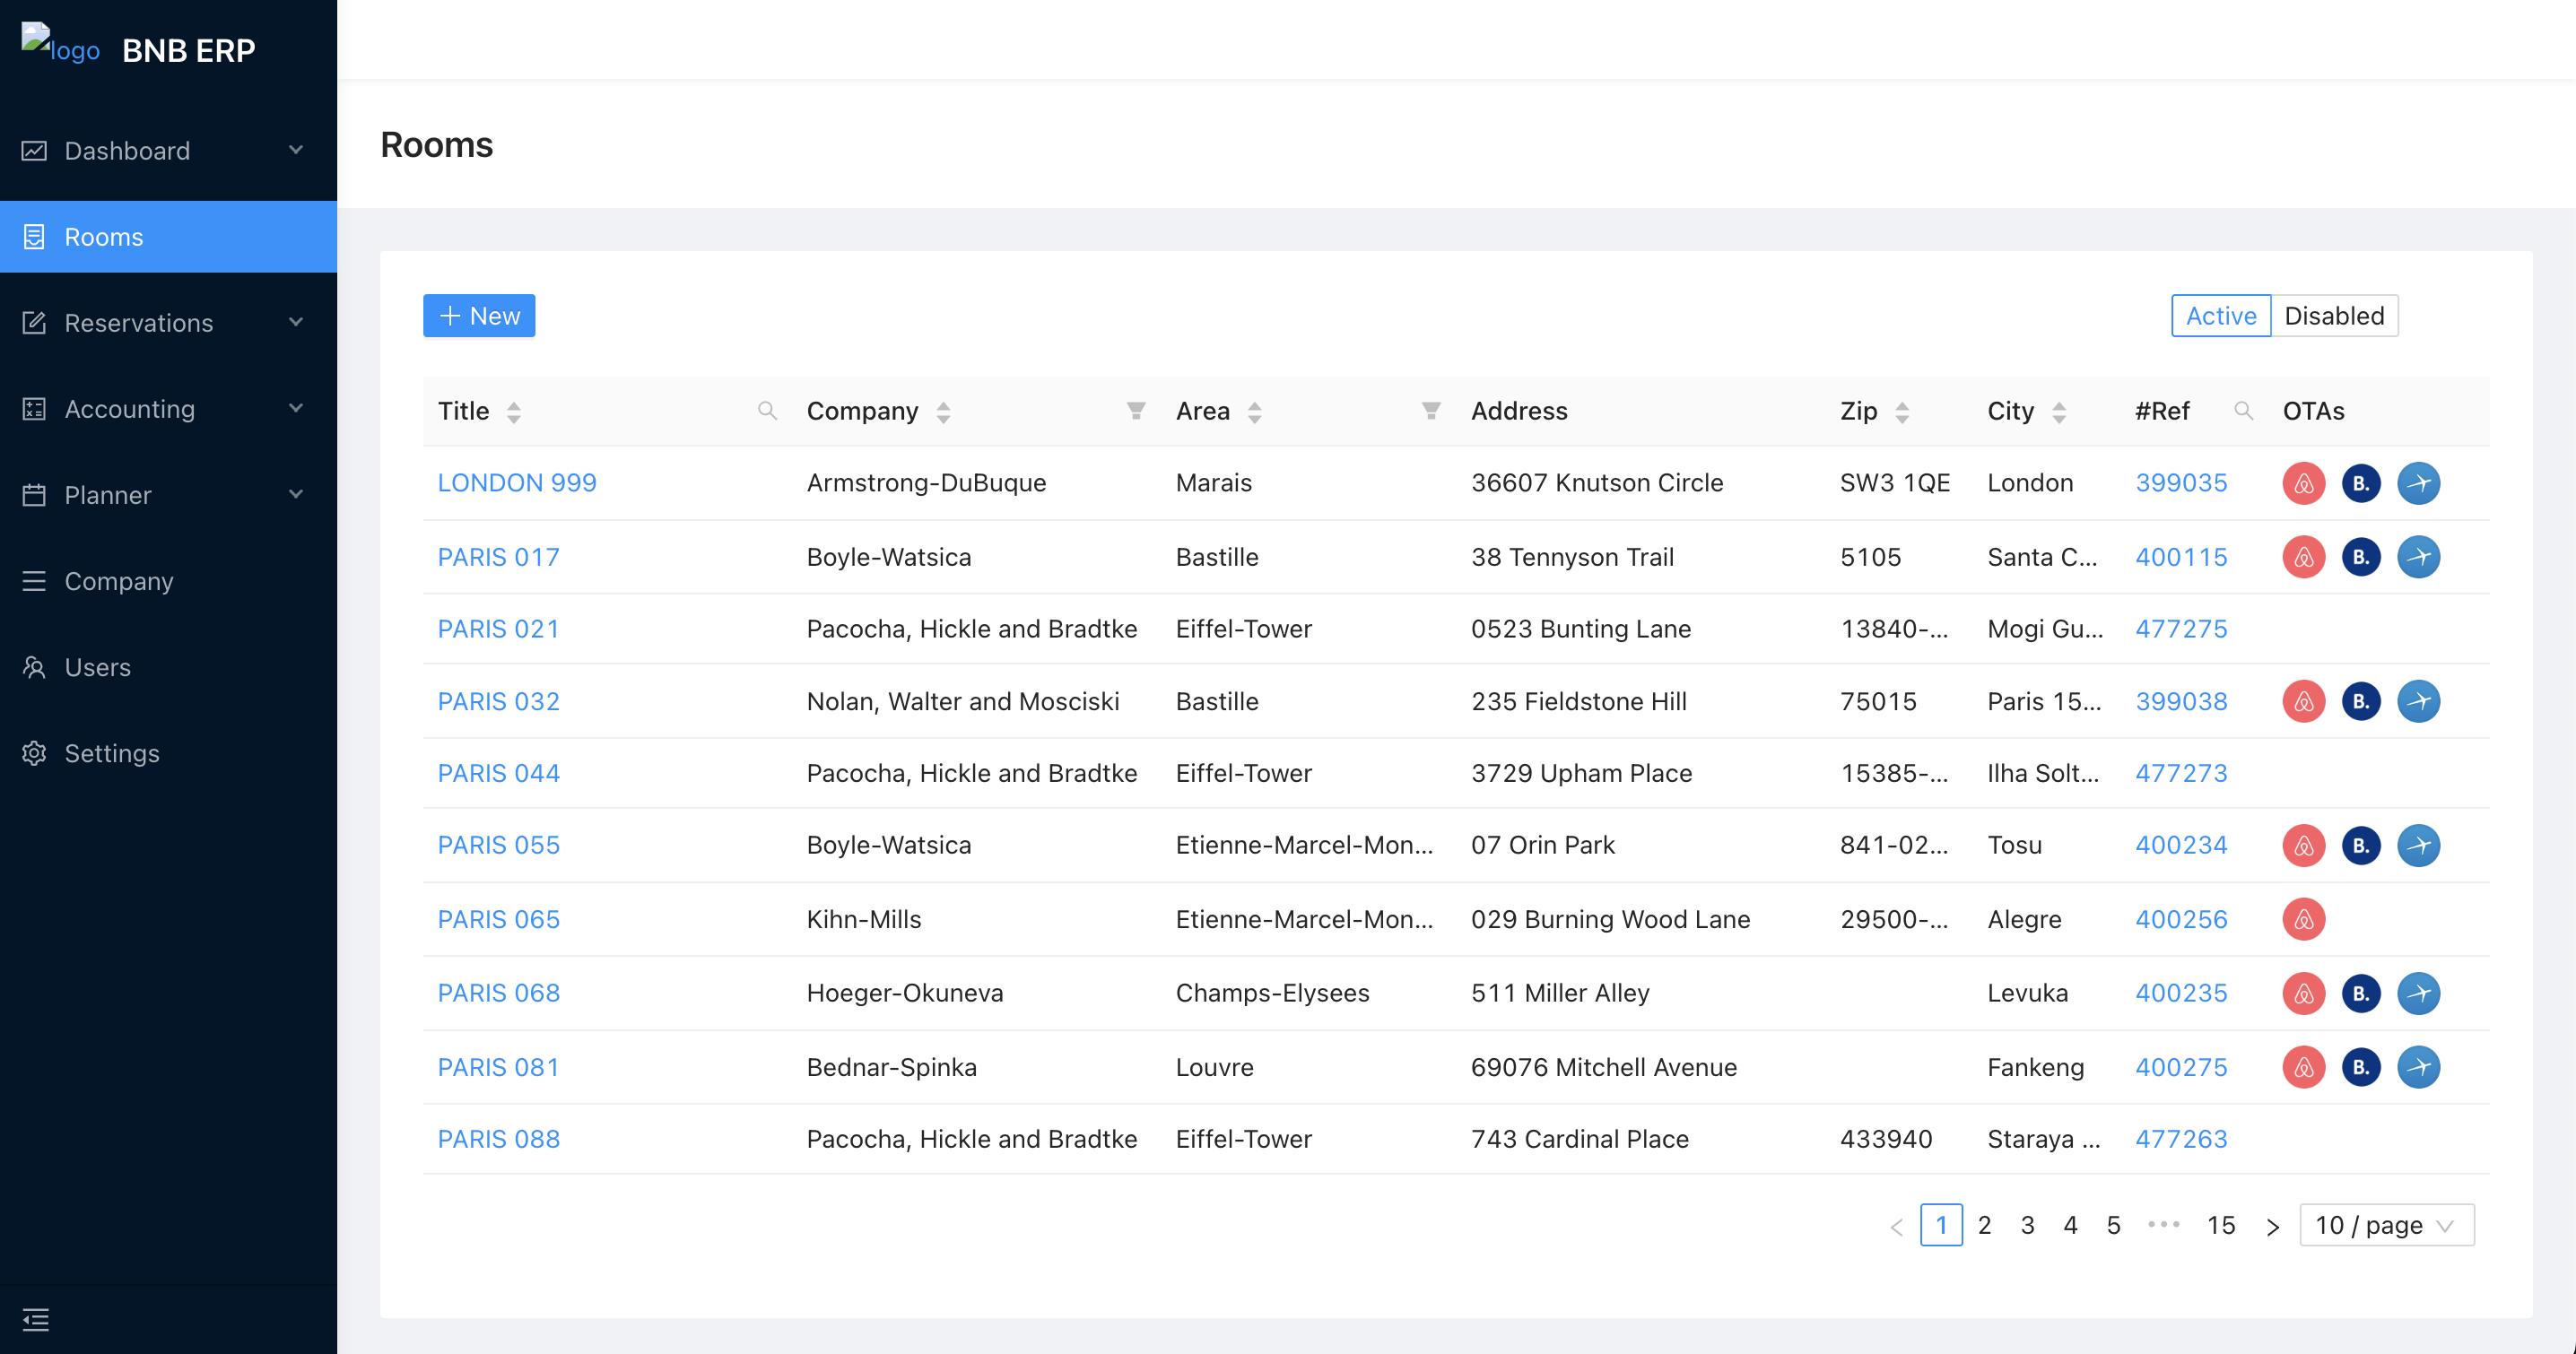 logo BNB ERP
Dashboard
Rooms
Reservations
Accounting
Planner
Company
Users
Settings
Rooms
New
Active Disabled
Title Company Area Address Zip City #Ref OTAs
LONDON 999 Armstrong-DuBuque Marais 36607 Knutson Circle SW3 1QE London 399035 B.
PARIS 017 Boyle-Watsica Bastille 38 Tennyson Trail 5105 Santa C... 400115 B.
PARIS 021 Pacocha, Hickle and Bradtke Eiffel-Tower 0523 Bunting Lane 13840-... Mogi Gu... 477275
PARIS 032 Nolan, Walter and Mosciski Bastille 235 Fieldstone Hill 75015 Paris 15... 399038 B.
PARIS 044 Pacocha, Hickle and Bradtke Eiffel-Tower 3729 Upham Place 15385-... Ilha Solt... 477273
PARIS 055 Boyle-Watsica Etienne-Marcel-Mon... 07 Orin Park 841-02... Tosu 400234 B.
PARIS 065 Kihn-Mills Etienne-Marcel-Mon... 029 Burning Wood Lane 29500-... Alegre 400256
PARIS 068 Hoeger-Okuneva Champs-Elysees 511 Miller Alley Levuka 400235 B.
PARIS 081 Bednar-Spinka Louvre 69076 Mitchell Avenue Fankeng 400275 B.
PARIS 088 Pacocha, Hickle and Bradtke Eiffel-Tower 743 Cardinal Place 433940 Staraya ... 477263
< 1 2 3 4 5 ••• 15 > 10 / page